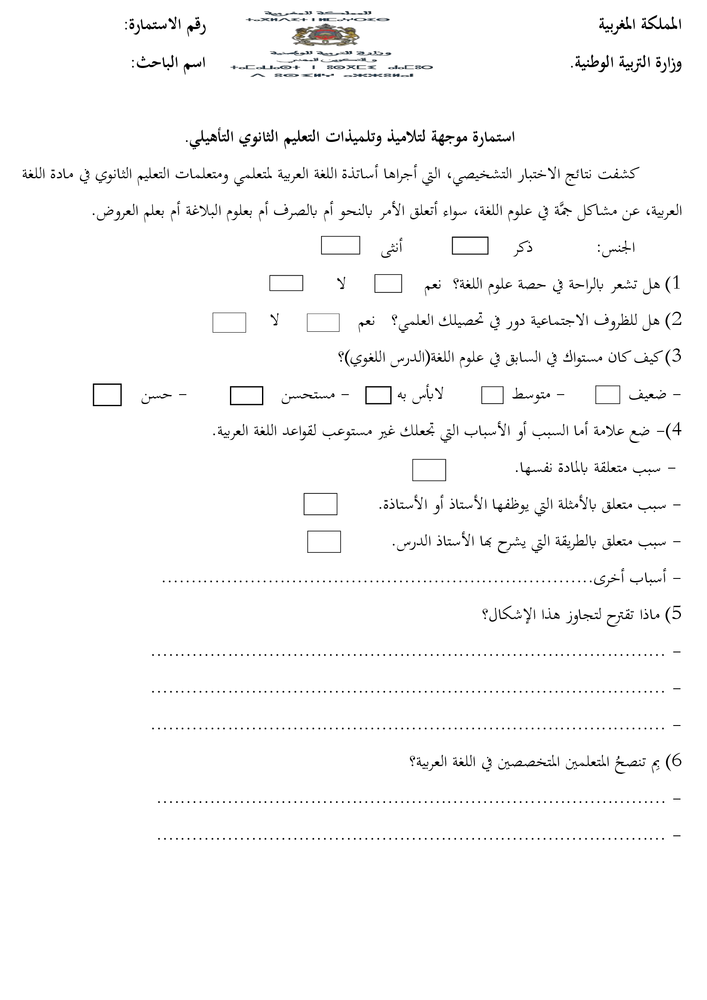 المملكة المغربية
رقم الاستمارة:
وزارة التربية الوطنية.
اسم الباحث:
المملكة المغربية
ⵜⴰⴳⵍⴷⵉⵜ ⵏ ⵍⵎⴰⵖⵔⵉⴱ
وزارة التربية الوطنية
والتكوين المهني
ⵜⴰⵎⴰⵡⴰⵙⵜ ⵏ ⵓⵙⴳⵎⵉ ⴰⵏⴰⵎⵓⵔ
ⴷ ⵓⵙⵉⵍⵖ ⴰⵣⵣⵓⵍⴰⵏ
استمارة موجهة لتلاميذ وتلميذات التعليم الثانوي التأهيلي.
كشفت نتائج الاختبار التشخيصي، التي أجراها أساتذة اللغة العربية لمتعلمي ومتعلمات التعليم الثانوي في مادة اللغة
العربية، عن مشاكل جمَّة في علوم اللغة، سواء أتعلق الأمر بالنحو أم بالصرف أم بعلوم البلاغة أم بعلم العروض.
الجنس: ذكر أنثى
1) هل تشعر بالراحة في حصة علوم اللغة؟ نعم لا
2) هل للظروف الاجتماعية دور في تحصيلك العلمي؟ نعم لا
3) كيف كان مستواك في السابق في علوم اللغة(الدرس اللغوي)؟
- ضعيف - متوسط لابأس به - مستحسن - حسن
4)- ضع علامة أما السبب أو الأسباب التي تجعلك غير مستوعب لقواعد اللغة العربية.
- سبب متعلقة بالمادة نفسها.
- سبب متعلق بالأمثلة التي يوظفها الأستاذ أو الأستاذة.
- سبب متعلق بالطريقة التي يشرح بها الأستاذ الدرس.
- أسباب أخرى.........................................................................
5) ماذا تقترح لتجاوز هذا الإشكال؟
- .......................................................................................
- .......................................................................................
- .......................................................................................
6) بِم تنصحُ المتعلمين المتخصصين في اللغة العربية؟
- ......................................................................................
- ......................................................................................